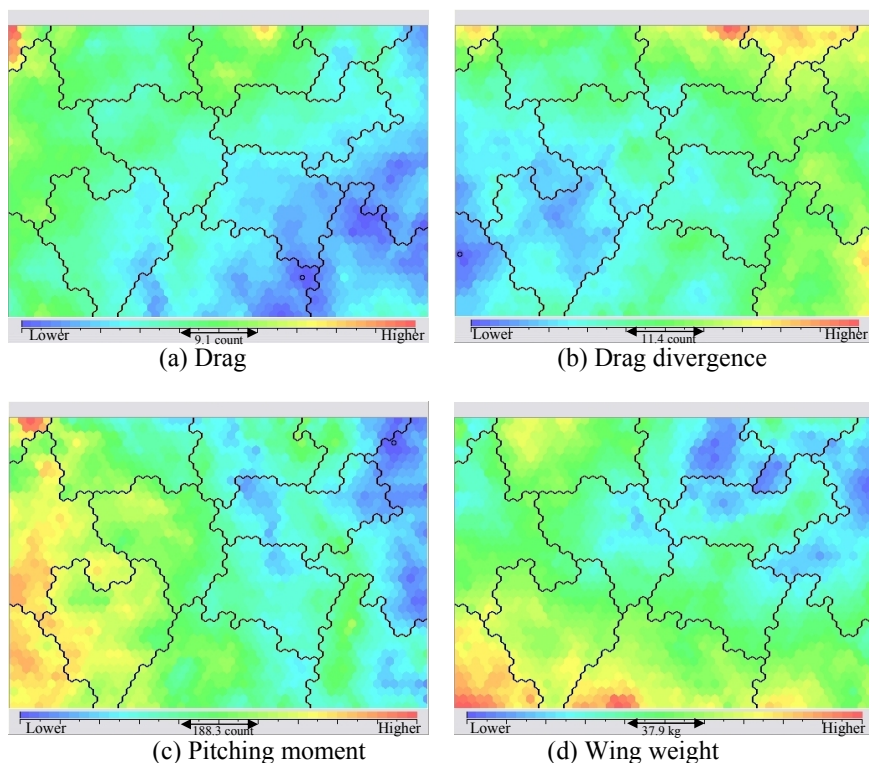 Lower 9.1 count Higher
(a) Drag
Lower 11.4 count Higher
(b) Drag divergence
Lower 188.3 count Higher
(c) Pitching moment
Lower 37.9 kg Higher
(d) Wing weight